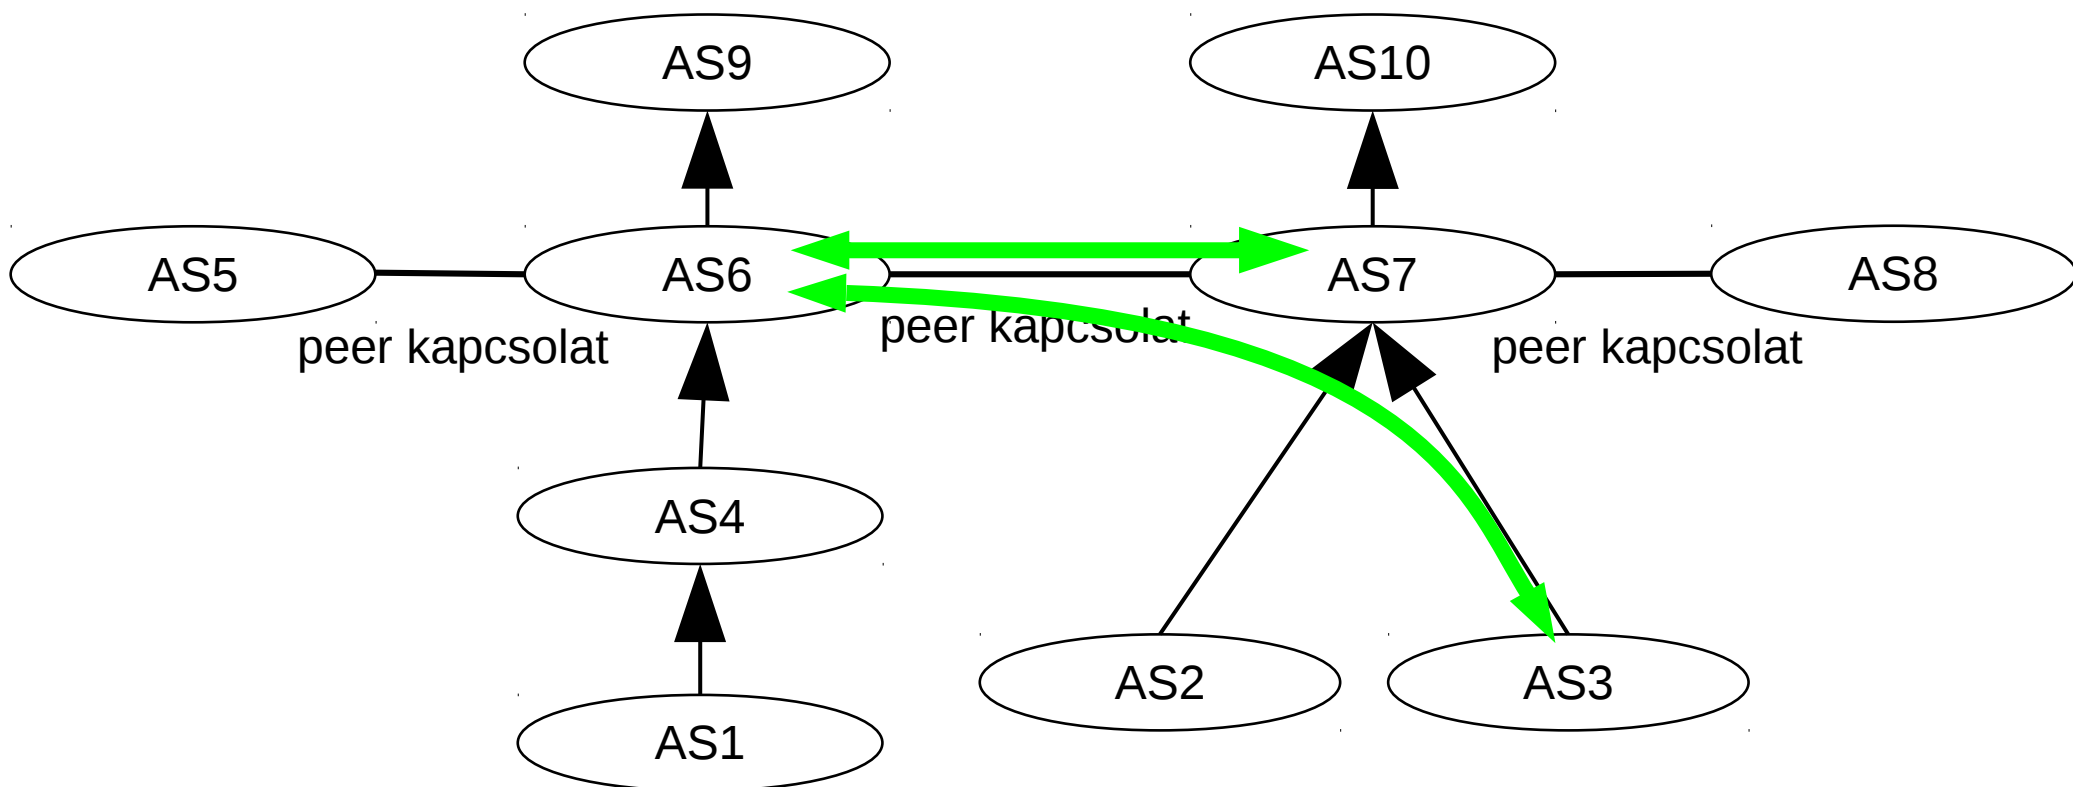 AS9
AS10
AS5
AS6
AS7
AS8
peer kapcsolat
peer kapcsolat
peer kapcsolat
AS4
AS2
AS3
AS1